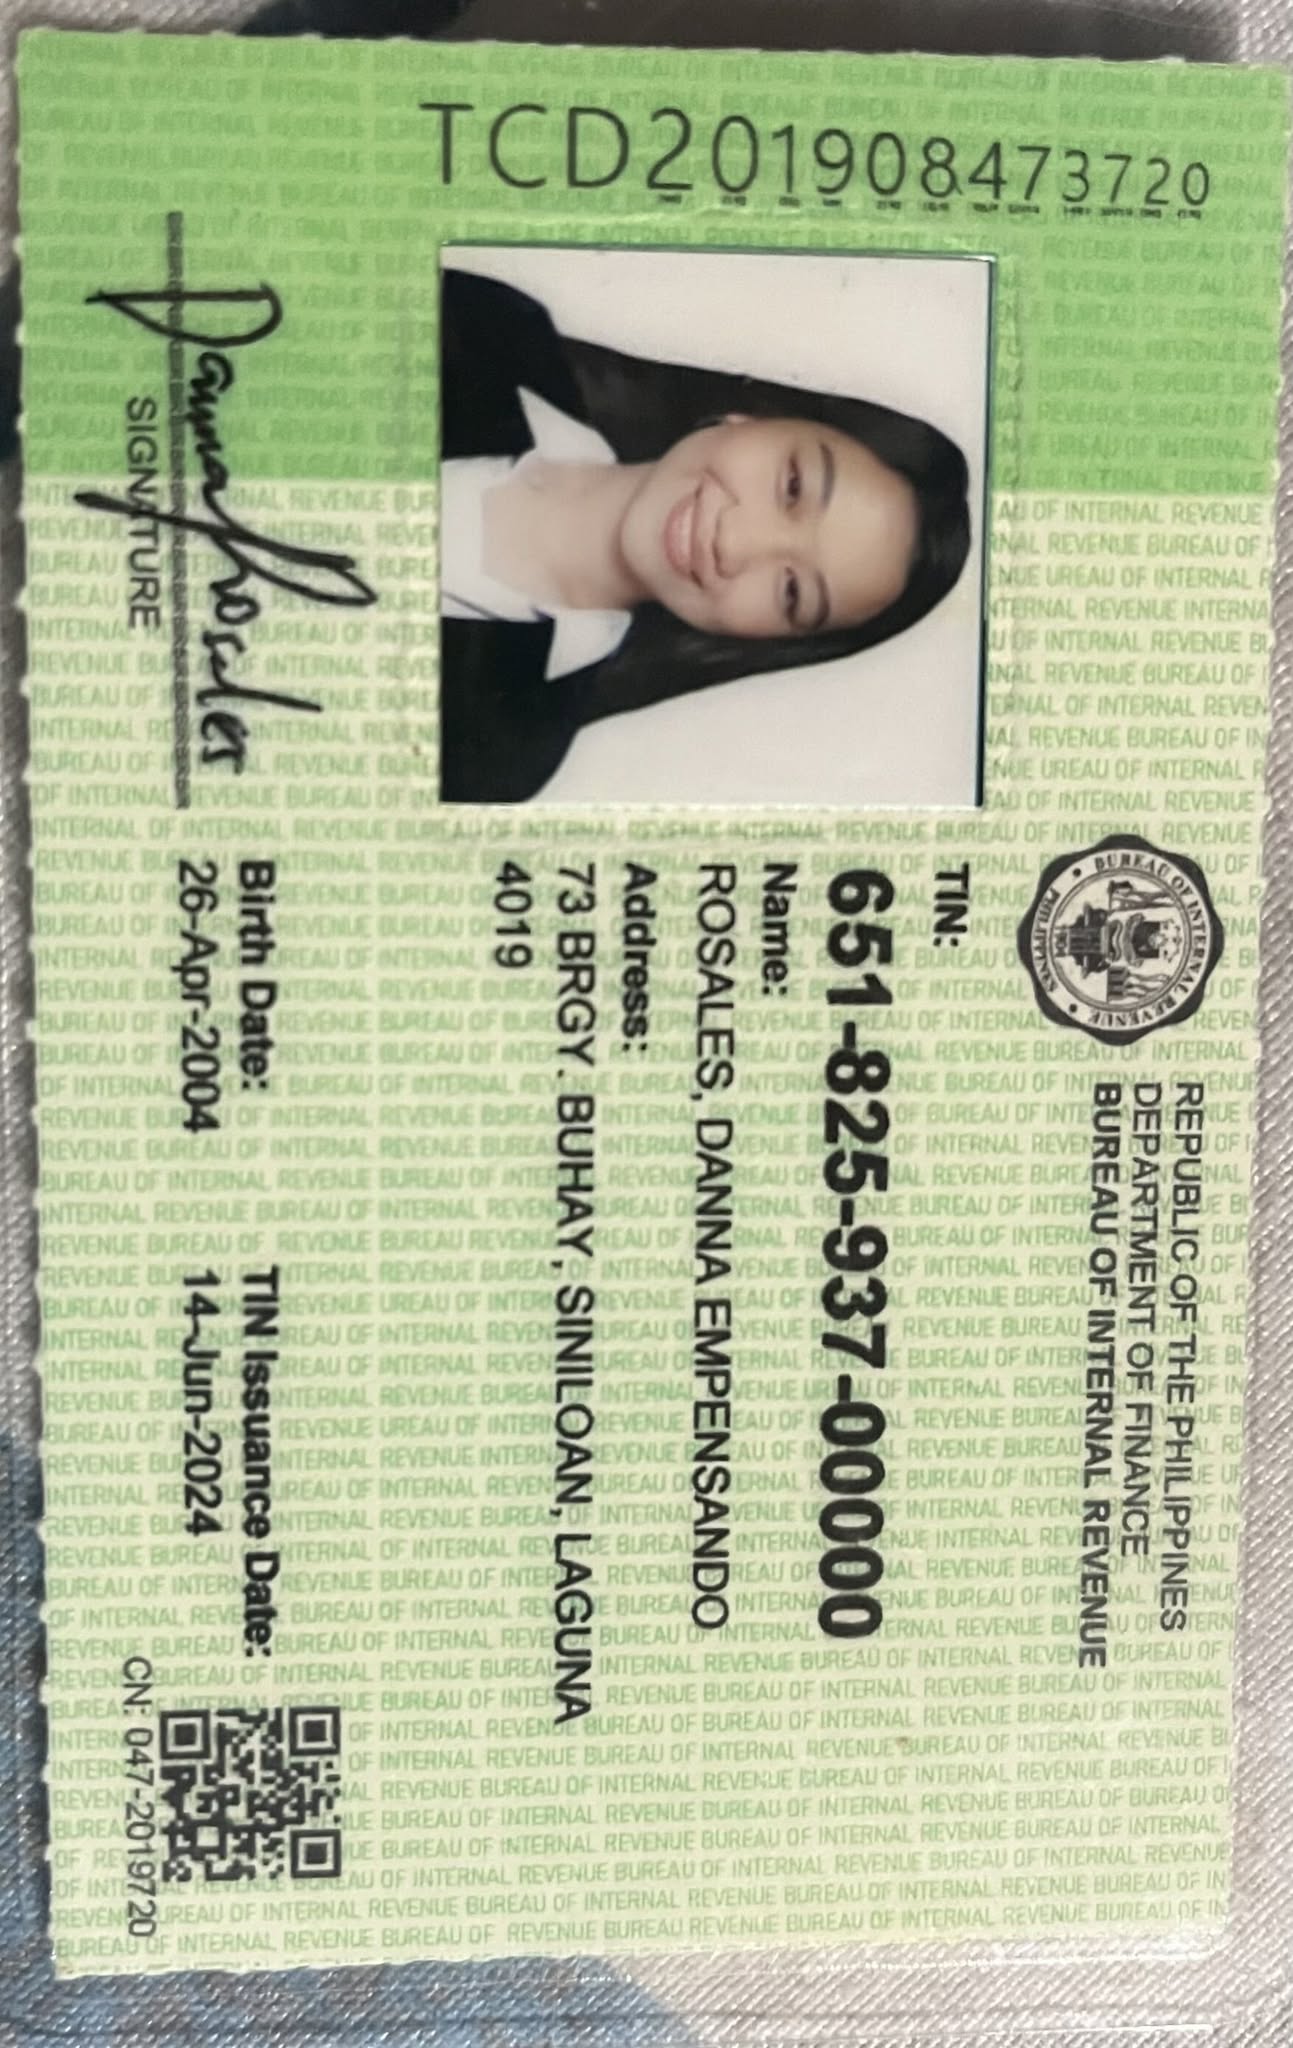 TCD201908473720
BUREAU OF INTERNAL REVENUE
1904
PHILIPPINES
REPUBLIC OF THE PHILIPPINES
DEPARTMENT OF FINANCE
BUREAU OF INTERNAL REVENUE
TIN:
651-825-937-00000
Name:
ROSALES, DANNA EMPENSANDO
Address:
73 BRGY. BUHAY, SINILOAN, LAGUNA
4019
Danna Rosales
SIGNATURE
Birth Date:
26-Apr-2004
TIN Issuance Date:
14-Jun-2024
CN: 047-2019720